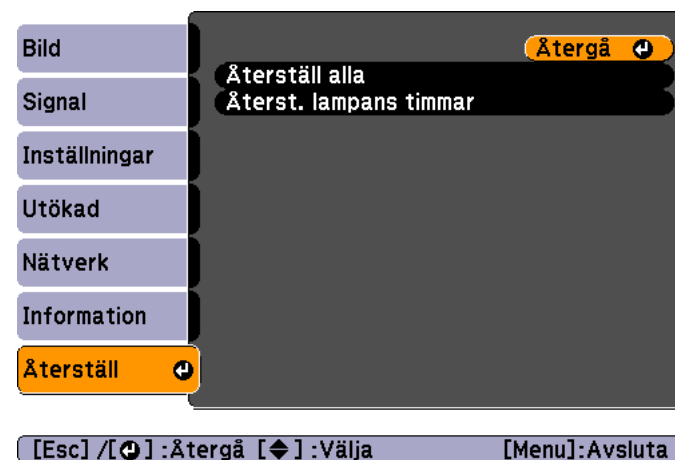 Bild
Signal
Inställningar
Utökad
Nätverk
Information
Återställ
Återgå
Återställ alla
Återst. lampans timmar
[Esc] /[ ] :Återgå [ ] :Välja [Menu]:Avsluta